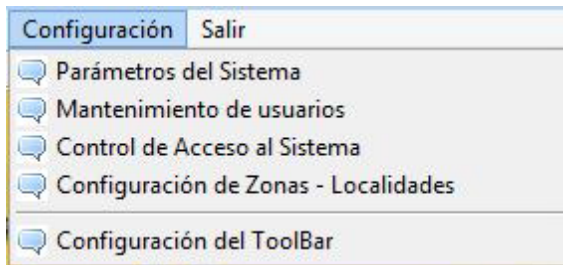 Configuración Salir
Parámetros del Sistema
Mantenimiento de usuarios
Control de Acceso al Sistema
Configuración de Zonas - Localidades
Configuración del ToolBar